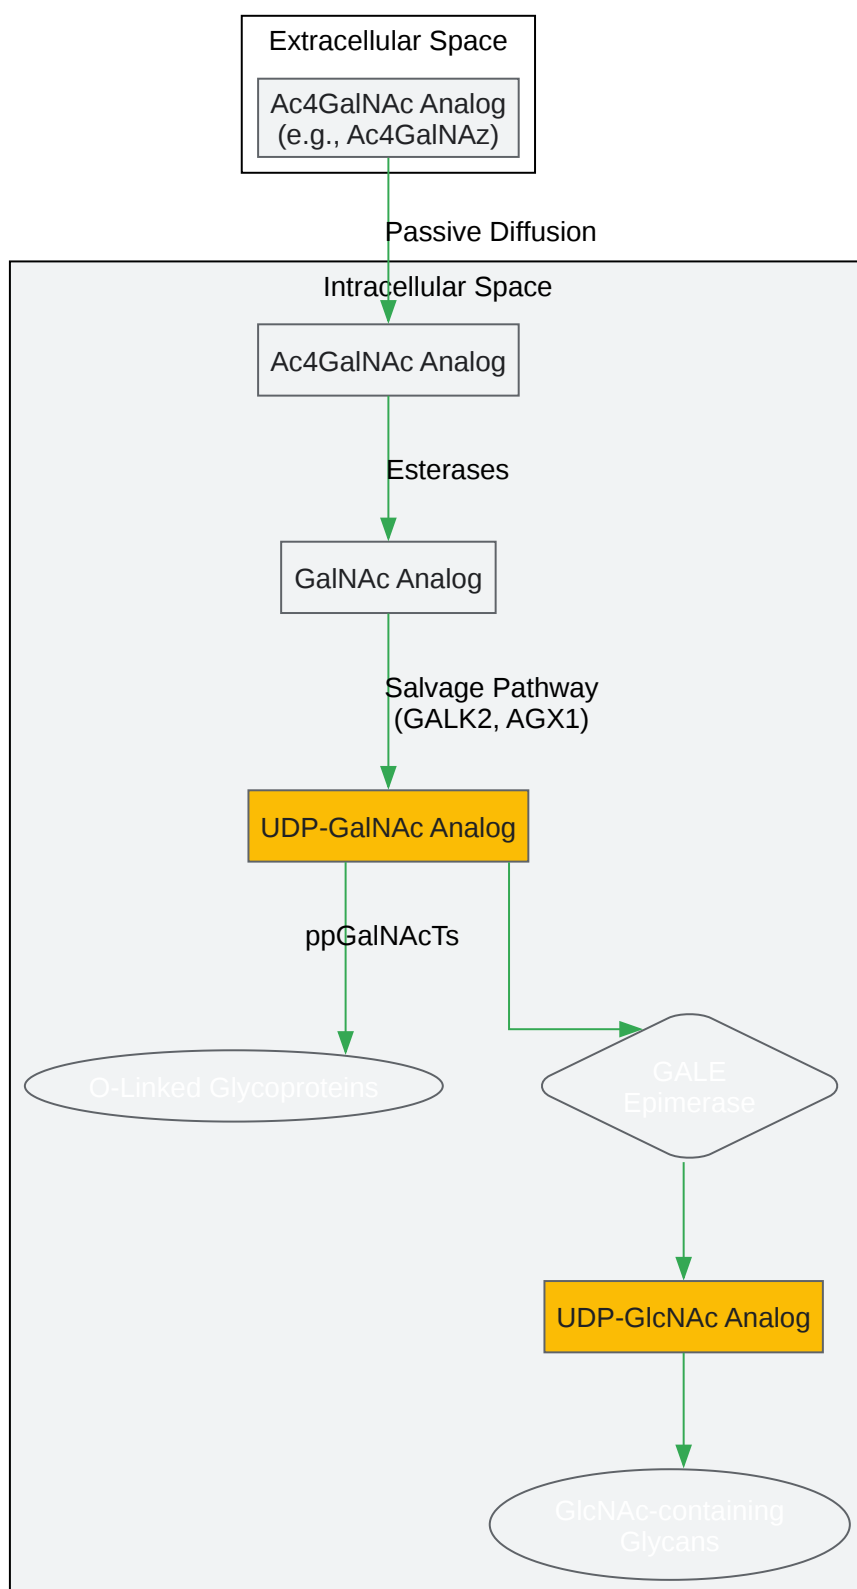 Extracellular Space
Ac4GalNAc Analog
(e.g., Ac4GalNAz)
Passive Diffusion
Intracellular Space
Ac4GalNAc Analog
Esterases
GalNAc Analog
Salvage Pathway
(GALK2, AGX1)
UDP-GalNAc Analog
ppGalNAcTs
O-Linked Glycoproteins
GALE
Epimerase
UDP-GlcNAc Analog
GlcNAc-containing
Glycans